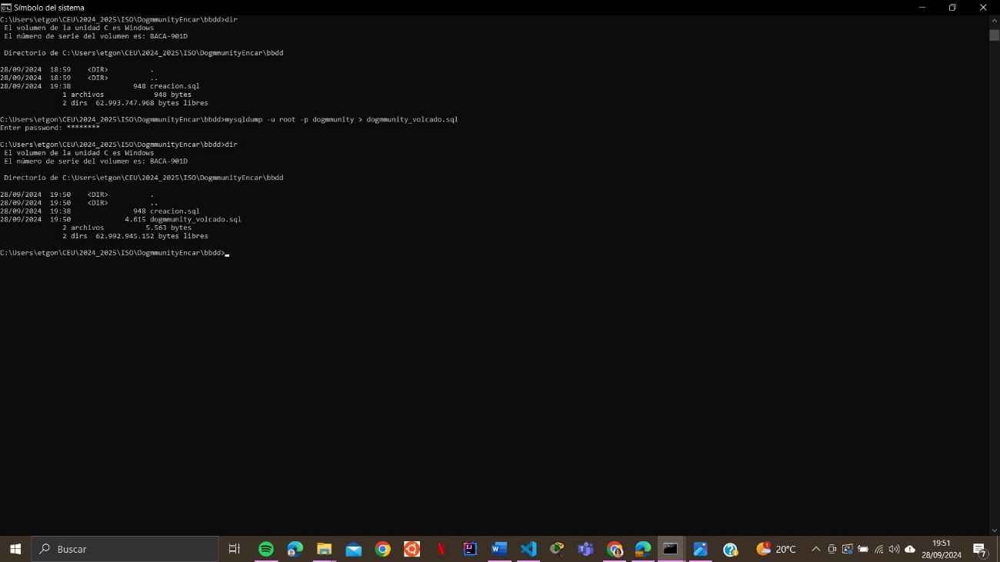 Símbolo del sistema
C:\Users\etgon\CEU\2024_2025\ISO\DogmmunityEncar\bbdd>dir
El volumen de la unidad C es Windows
El número de serie del volumen es: BACA-901D
Directorio de C:\Users\etgon\CEU\2024_2025\ISO\DogmmunityEncar\bbdd
28/09/2024  18:59    <DIR>          .
28/09/2024  18:59    <DIR>          ..
28/09/2024  19:38               948 creacion.sql
1 archivos            948 bytes
2 dirs  62.993.747.968 bytes libres
C:\Users\etgon\CEU\2024_2025\ISO\DogmmunityEncar\bbdd>mysqldump -u root -p dogmmunity > dogmmunity_volcado.sql
Enter password: ********
C:\Users\etgon\CEU\2024_2025\ISO\DogmmunityEncar\bbdd>dir
El volumen de la unidad C es Windows
El número de serie del volumen es: BACA-901D
Directorio de C:\Users\etgon\CEU\2024_2025\ISO\DogmmunityEncar\bbdd
28/09/2024  19:50    <DIR>          .
28/09/2024  19:50    <DIR>          ..
28/09/2024  19:38               948 creacion.sql
28/09/2024  19:50             4.615 dogmmunity_volcado.sql
2 archivos          5.563 bytes
2 dirs  62.992.945.152 bytes libres
C:\Users\etgon\CEU\2024_2025\ISO\DogmmunityEncar\bbdd>
Buscar
20°C
19:51
28/09/2024
7